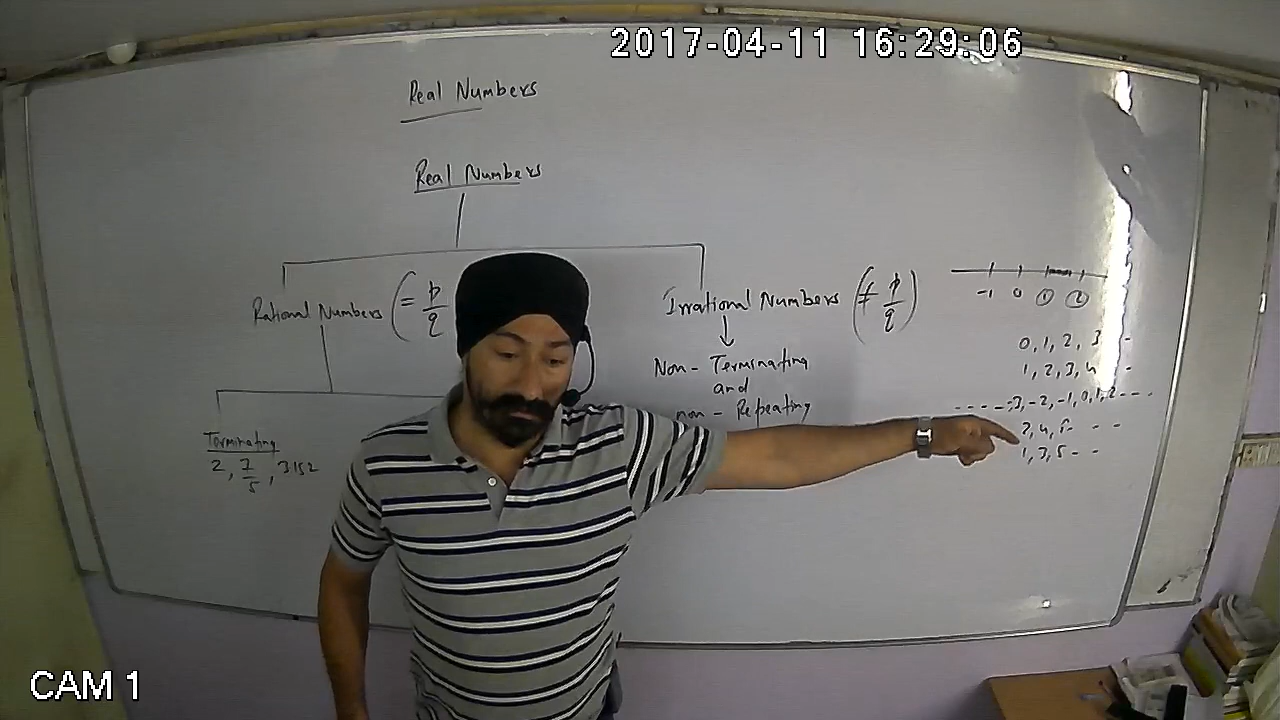 2017-04-11 16:29:06
Real Numbers
Real Numbers
Rational Numbers (= p/q
Irrational Numbers (≠ p/q)
Non-Terminating
and
non-Repeating
Terminating
2, 7/5, 3.152
-1 0 1 2
0, 1, 2, 3 -
1, 2, 3, 4 -
- - - - - -3, -2, -1, 0, 1, 2 - - -
2, 4, 6 - - -
1, 3, 5 - -
CAM 1